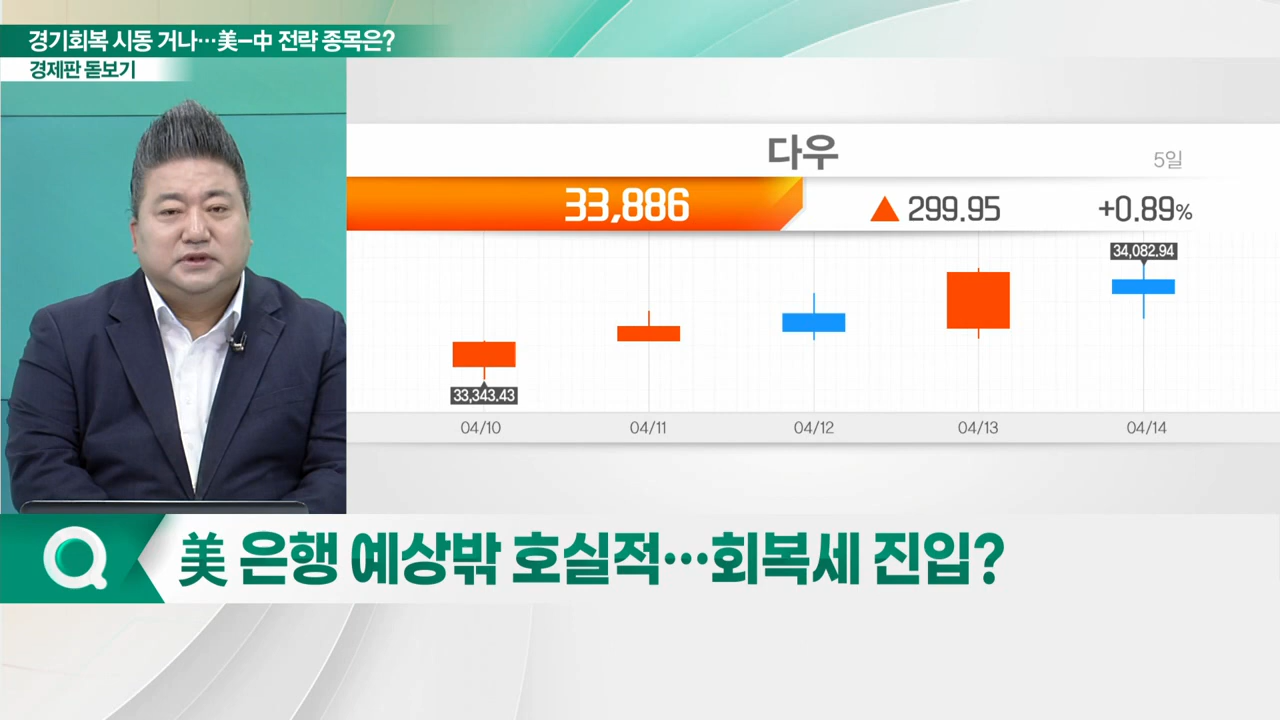 경기회복 시동 거나…美-中 전략 종목은?
경제판 돋보기
다우
5일
33,886 ▲ 299.95 +0.89%
34,082.94
33,343.43
04/10 04/11 04/12 04/13 04/14
Q 美 은행 예상밖 호실적…회복세 진입?